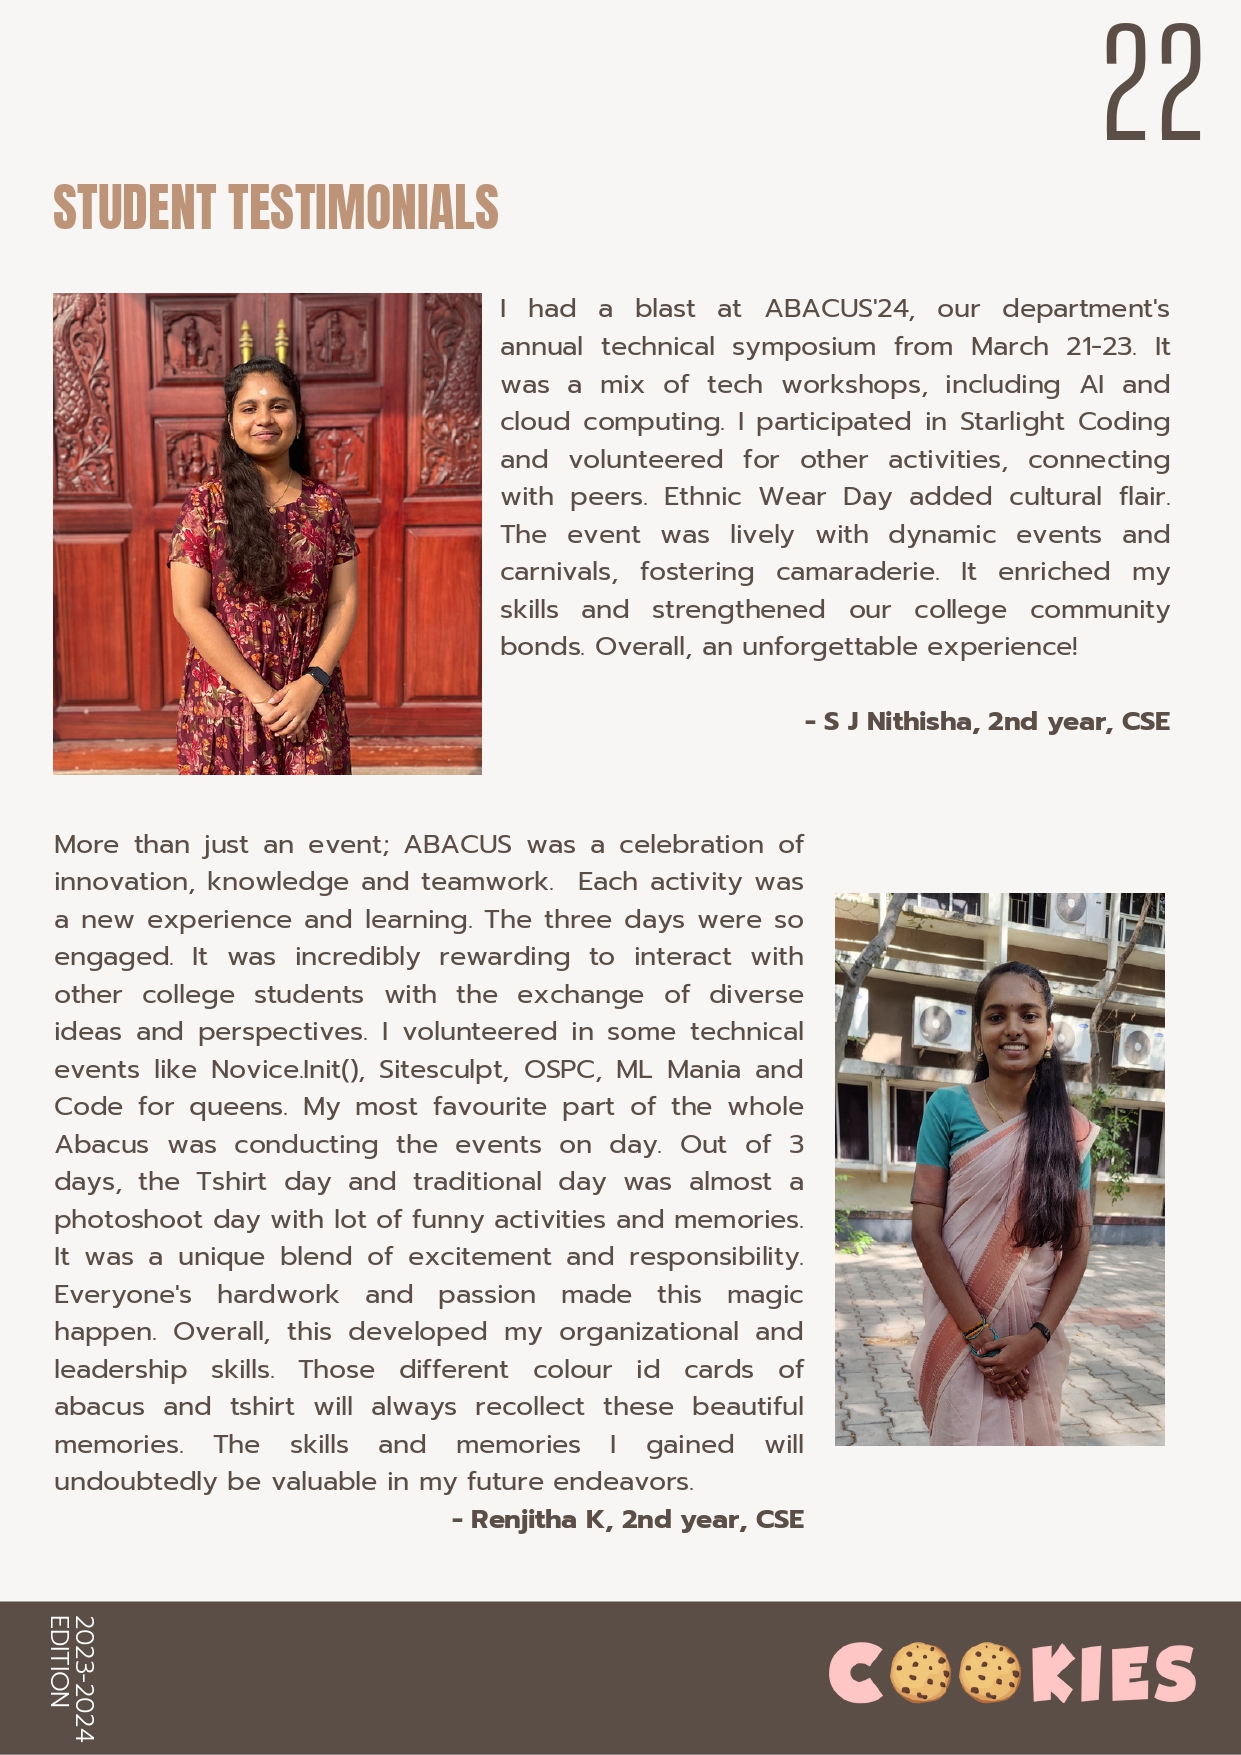 22
STUDENT TESTIMONIALS
I had a blast at ABACUS'24, our department's
annual technical symposium from March 21-23. It
was a mix of tech workshops, including AI and
cloud computing. I participated in Starlight Coding
and volunteered for other activities, connecting
with peers. Ethnic Wear Day added cultural flair.
The event was lively with dynamic events and
carnivals, fostering camaraderie. It enriched my
skills and strengthened our college community
bonds. Overall, an unforgettable experience!
- S J Nithisha, 2nd year, CSE
More than just an event; ABACUS was a celebration of
innovation, knowledge and teamwork. Each activity was
a new experience and learning. The three days were so
engaged. It was incredibly rewarding to interact with
other college students with the exchange of diverse
ideas and perspectives. I volunteered in some technical
events like Novice.Init(), Sitesculpt, OSPC, ML Mania and
Code for queens. My most favourite part of the whole
Abacus was conducting the events on day. Out of 3
days, the Tshirt day and traditional day was almost a
photoshoot day with lot of funny activities and memories.
It was a unique blend of excitement and responsibility.
Everyone's hardwork and passion made this magic
happen. Overall, this developed my organizational and
leadership skills. Those different colour id cards of
abacus and tshirt will always recollect these beautiful
memories. The skills and memories I gained will
undoubtedly be valuable in my future endeavors.
- Renjitha K, 2nd year, CSE
2023-2024
EDITION
COOKIES